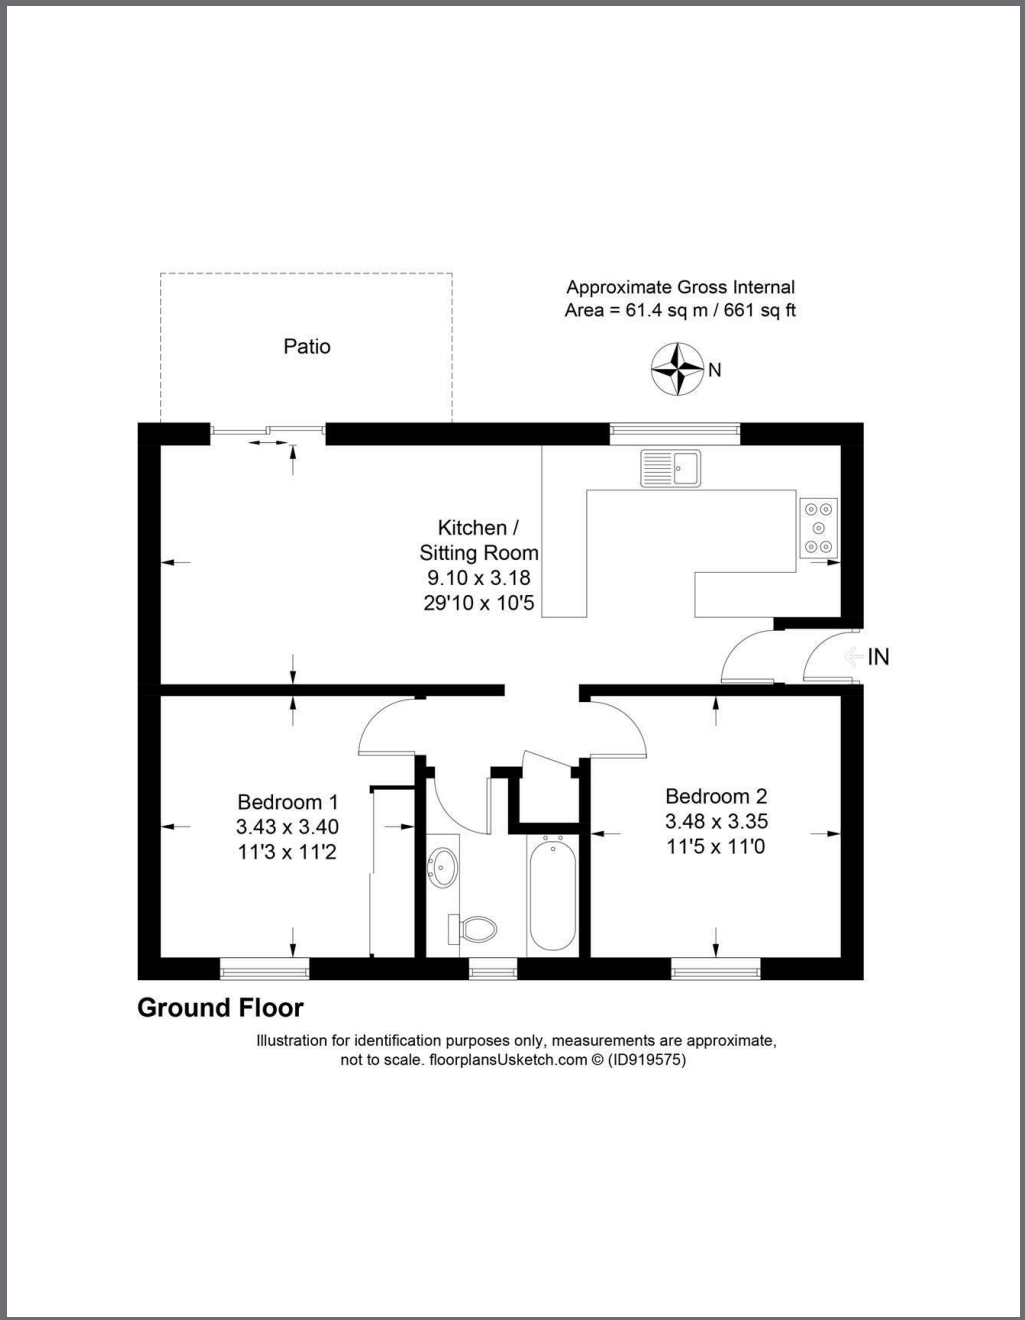 Approximate Gross Internal
Area = 61.4 sq m / 661 sq ft
Patio
N
Kitchen /
Sitting Room
9.10 x 3.18
29'10 x 10'5
IN
Bedroom 1
3.43 x 3.40
11'3 x 11'2
Bedroom 2
3.48 x 3.35
11'5 x 11'0
Ground Floor
Illustration for identification purposes only, measurements are approximate,
not to scale. floorplansUsketch.com © (ID919575)